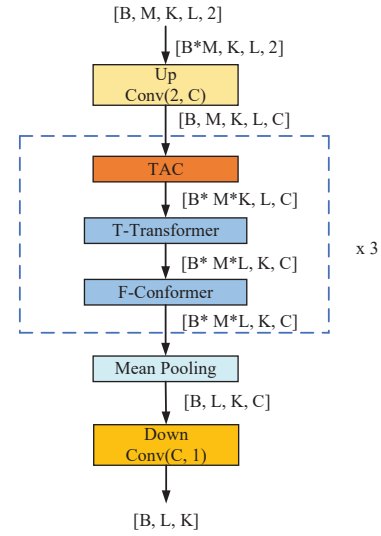 [B, M, K, L, 2]
[B*M, K, L, 2]
Up
Conv(2, C)
[B, M, K, L, C]
TAC
[B* M*K, L, C]
T-Transformer
[B* M*L, K, C]
x 3
F-Conformer
[B* M*L, K, C]
Mean Pooling
[B, L, K, C]
Down
Conv(C, 1)
[B, L, K]